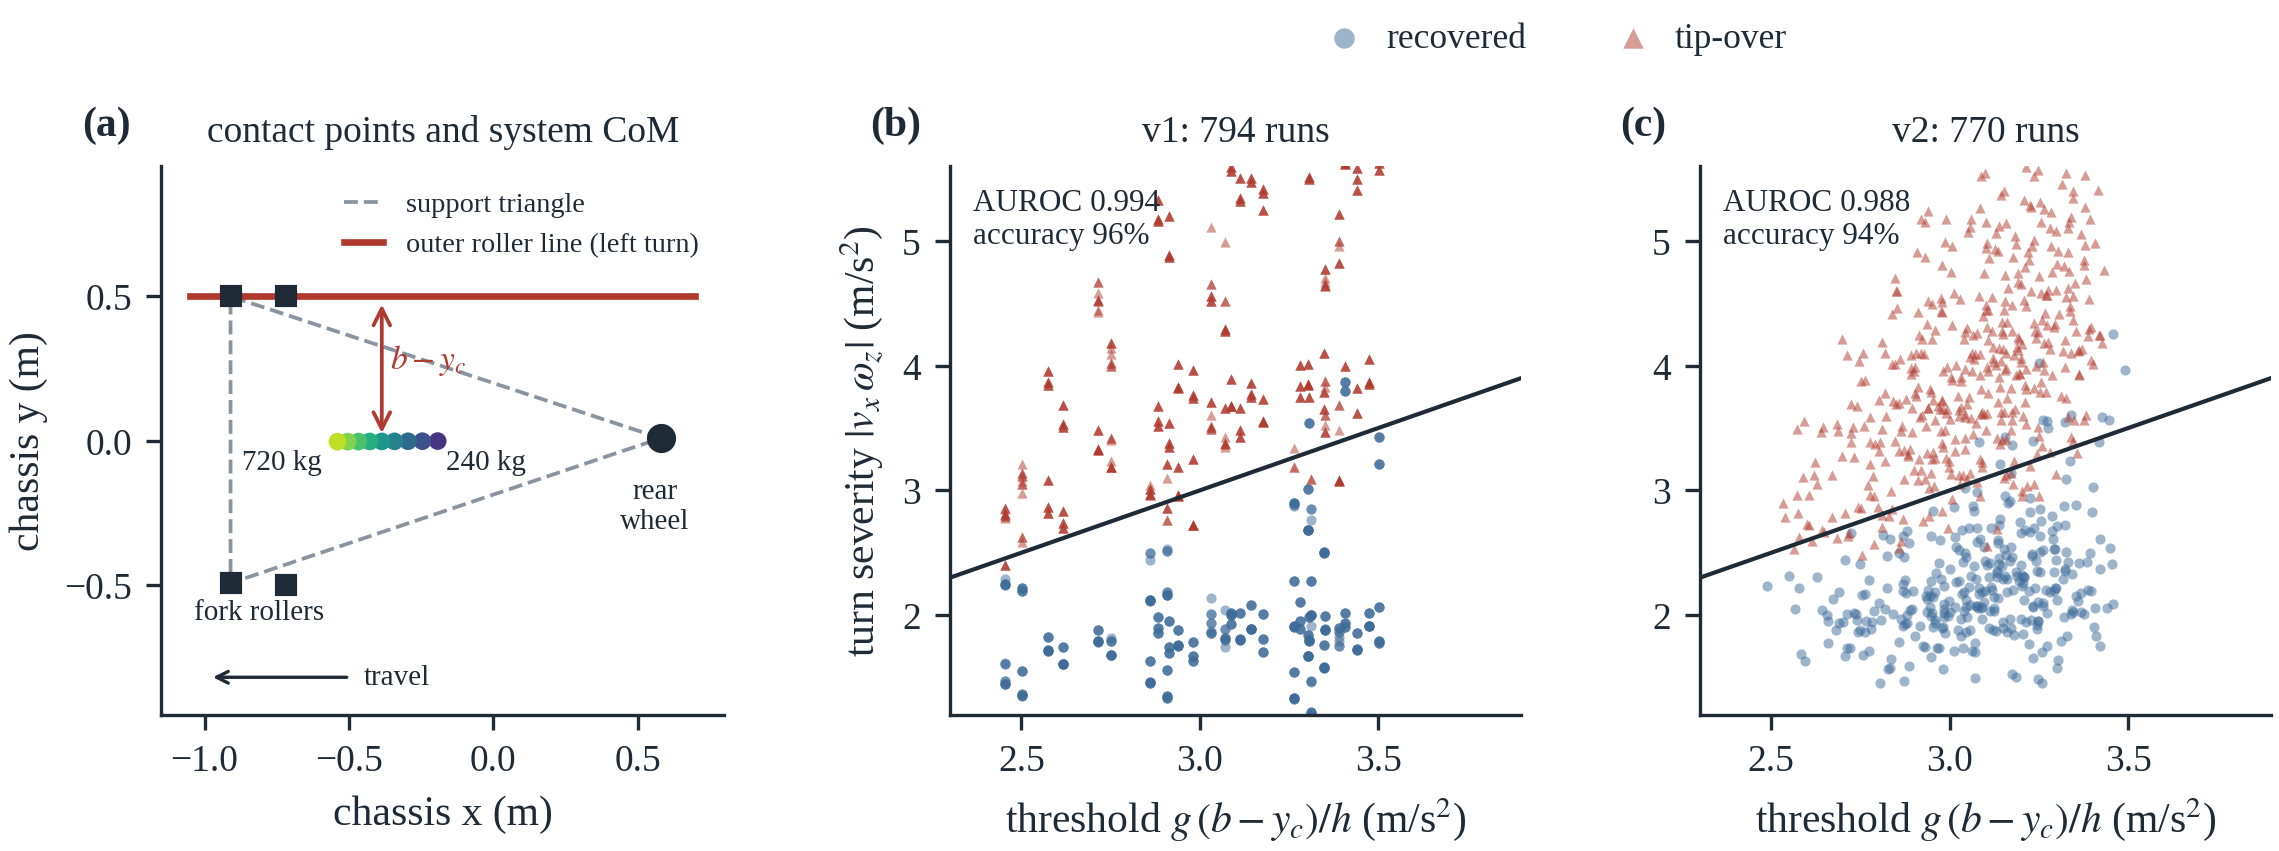 recovered
tip-over
(a)
contact points and system CoM
support triangle
outer roller line (left turn)
chassis y (m)
0.5
0.0
−0.5
b − y_c
720 kg
240 kg
rear
wheel
fork rollers
travel
−1.0
−0.5
0.0
0.5
chassis x (m)
(b)
v1: 794 runs
AUROC 0.994
accuracy 96%
turn severity |v_x ω_z| (m/s²)
5
4
3
2
2.5
3.0
3.5
threshold g (b − y_c)/h (m/s²)
(c)
v2: 770 runs
AUROC 0.988
accuracy 94%
5
4
3
2
2.5
3.0
3.5
threshold g (b − y_c)/h (m/s²)